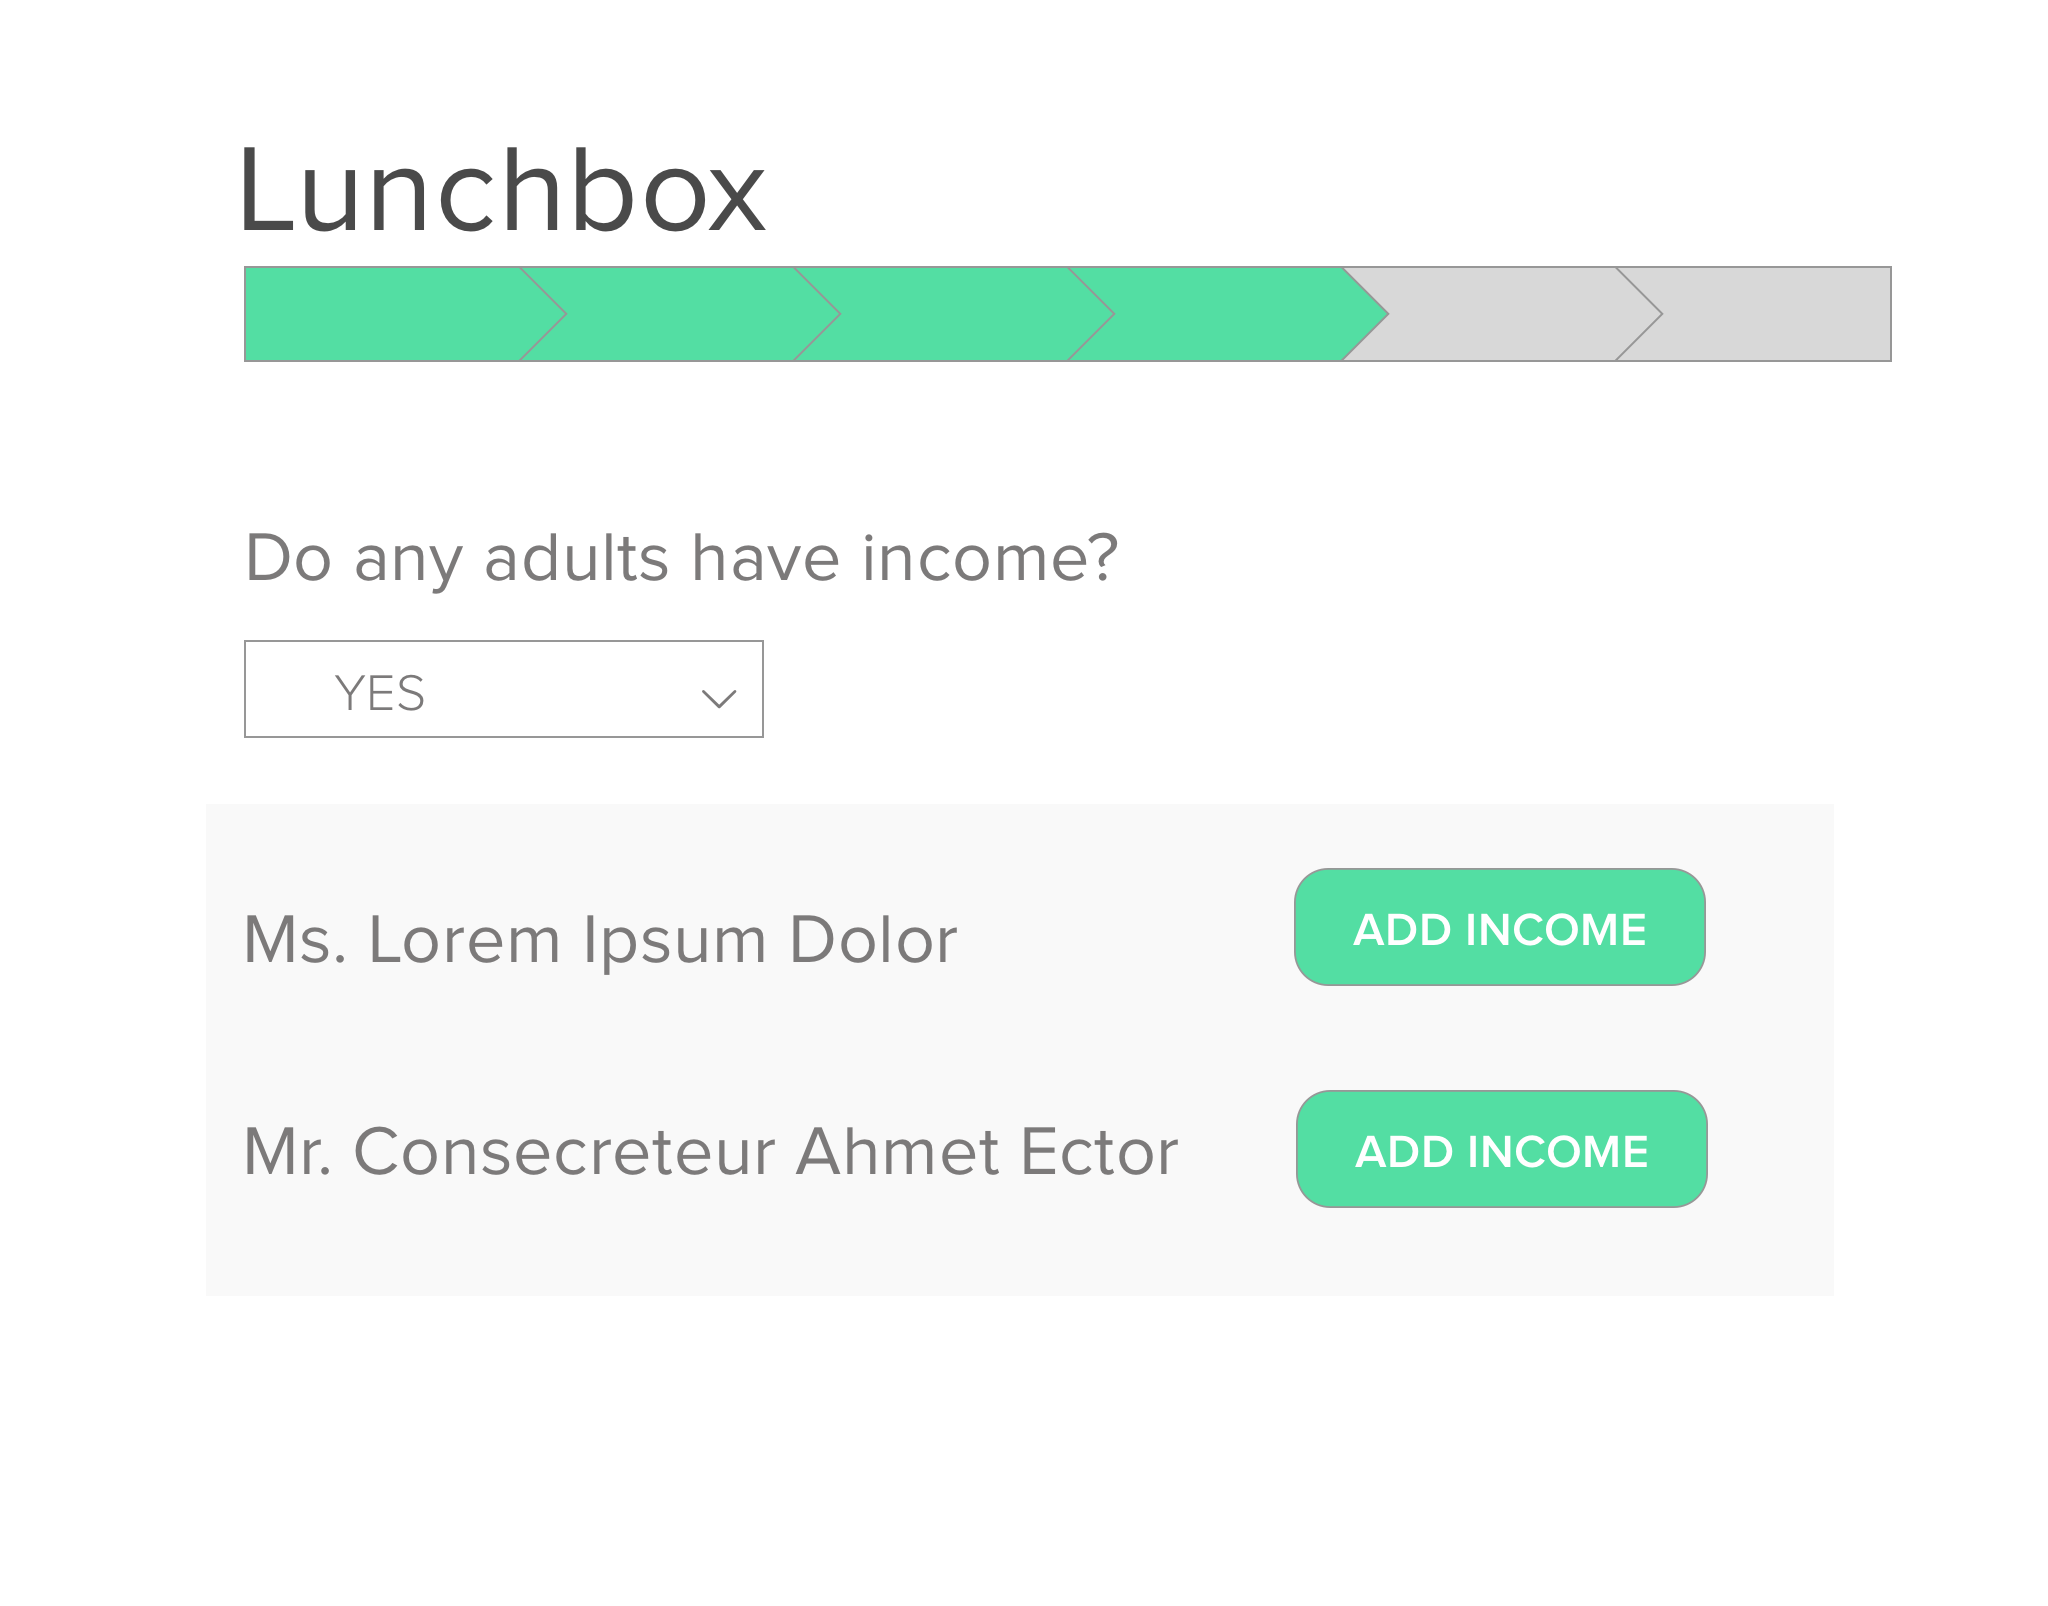 Lunchbox
Do any adults have income?
YES
Ms. Lorem Ipsum Dolor
ADD INCOME
Mr. Consecreteur Ahmet Ector
ADD INCOME